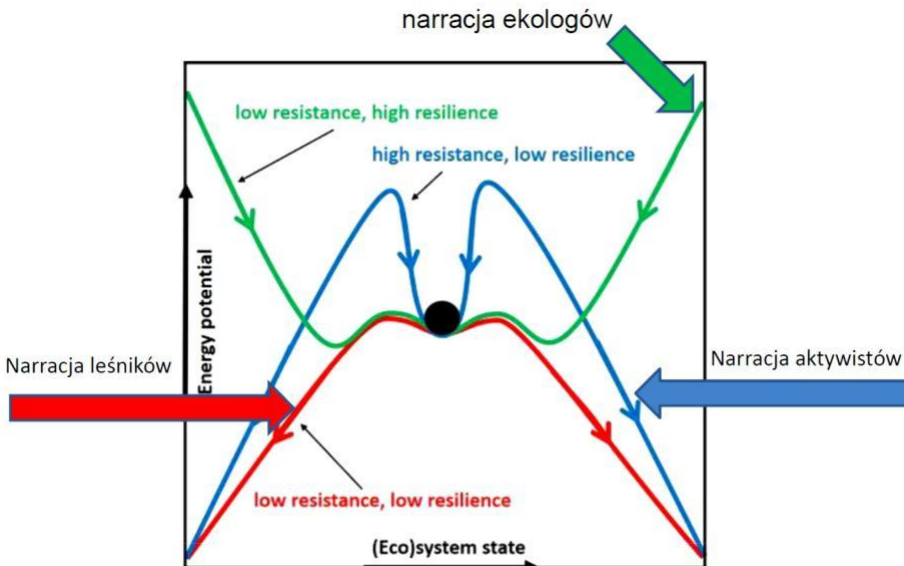 narracja ekologów
low resistance, high resilience
high resistance, low resilience
Energy potential
Narracja leśników
Narracja aktywistów
low resistance, low resilience
(Eco)system state